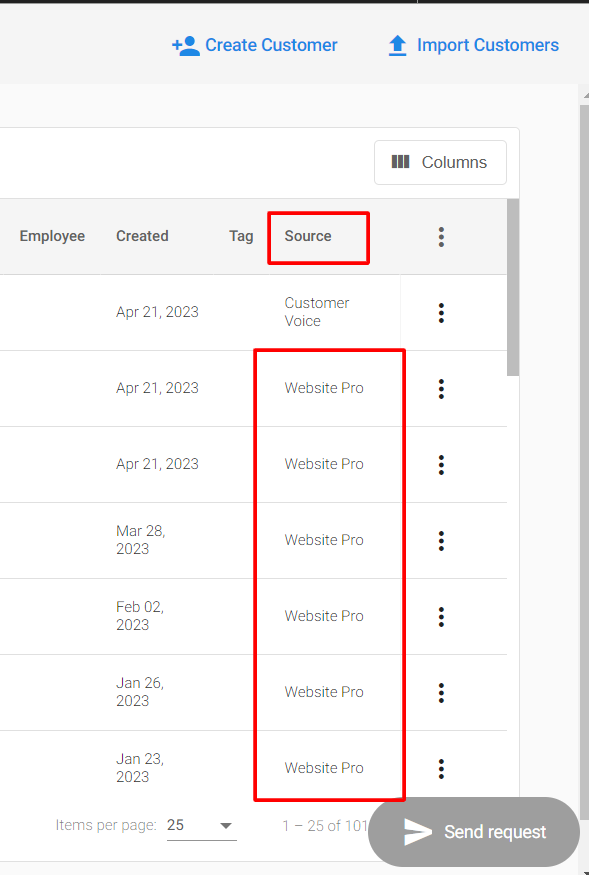 Create Customer Import Customers
Columns
Employee Created Tag Source
Apr 21, 2023 Customer
Voice
Apr 21, 2023 Website Pro
Apr 21, 2023 Website Pro
Mar 28,
2023 Website Pro
Feb 02,
2023 Website Pro
Jan 26,
2023 Website Pro
Jan 23,
2023 Website Pro
Items per page: 25 1 – 25 of 101
Send request